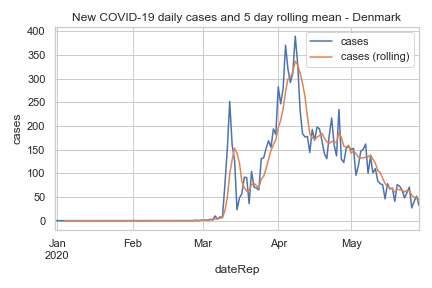 New COVID-19 daily cases and 5 day rolling mean - Denmark
cases
cases (rolling)
400
350
300
250
200
150
100
50
0
cases
Jan
2020
Feb
Mar
Apr
May
dateRep